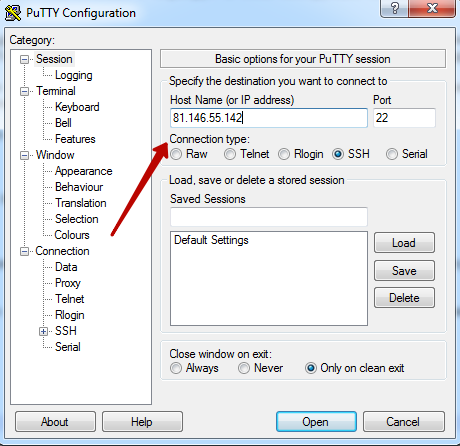 PuTTY Configuration
?
Category:
Session
Logging
Terminal
Keyboard
Bell
Features
Window
Appearance
Behaviour
Translation
Selection
Colours
Connection
Data
Proxy
Telnet
Rlogin
SSH
Serial
Basic options for your PuTTY session
Specify the destination you want to connect to
Host Name (or IP address) Port
81.146.55.142 22
Connection type:
Raw Telnet Rlogin SSH Serial
Load, save or delete a stored session
Saved Sessions
Default Settings
Load
Save
Delete
Close window on exit:
Always Never Only on clean exit
About Help Open Cancel